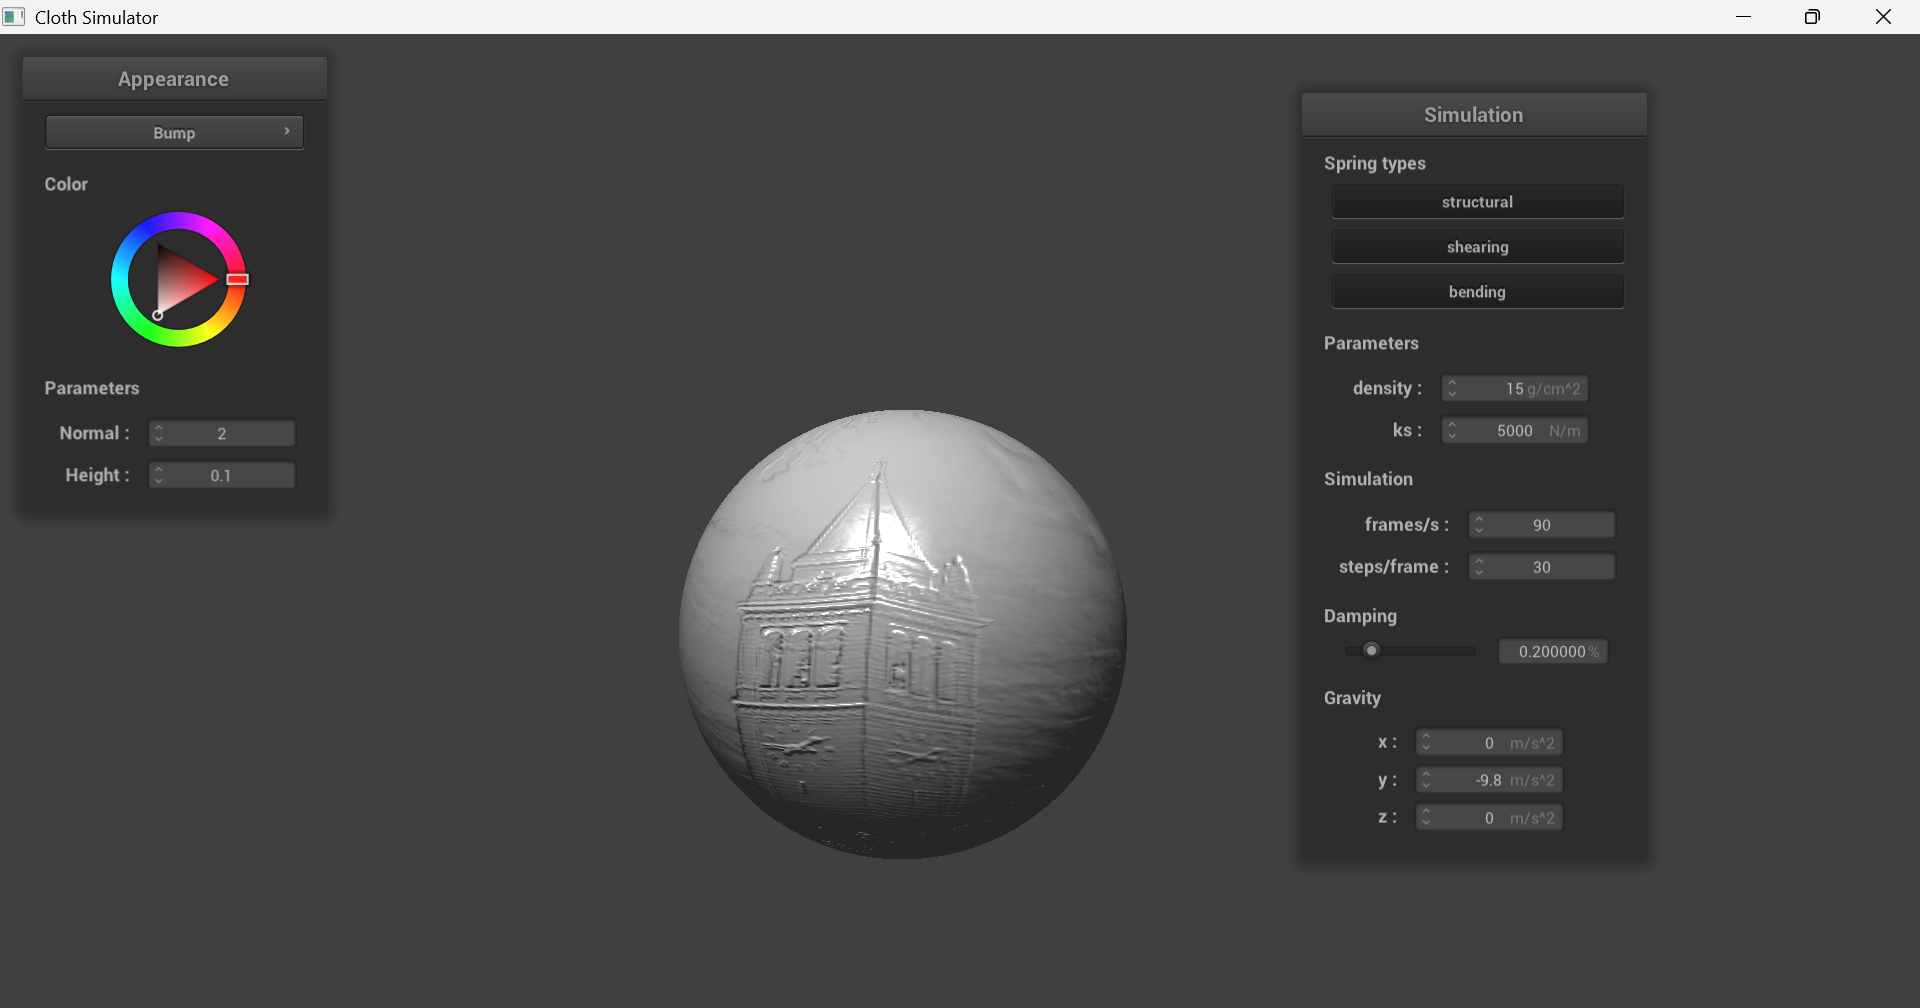 Cloth Simulator
Appearance
Bump
Color
Parameters
Normal : 2
Height : 0.1
Simulation
Spring types
structural
shearing
bending
Parameters
density : 15 g/cm^2
ks : 5000 N/m
Simulation
frames/s : 90
steps/frame : 30
Damping
0.200000 %
Gravity
x : 0 m/s^2
y : -9.8 m/s^2
z : 0 m/s^2